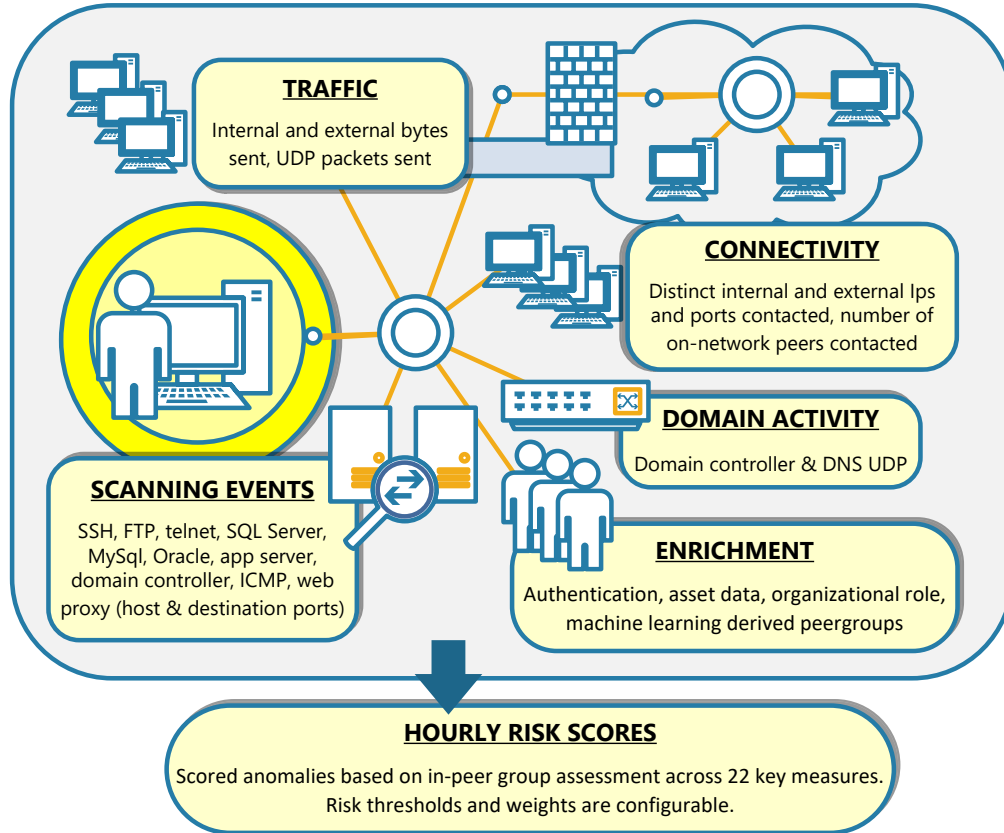 TRAFFIC
Internal and external bytes
sent, UDP packets sent
CONNECTIVITY
Distinct internal and external Ips
and ports contacted, number of
on-network peers contacted
DOMAIN ACTIVITY
Domain controller & DNS UDP
SCANNING EVENTS
SSH, FTP, telnet, SQL Server,
MySql, Oracle, app server,
domain controller, ICMP, web
proxy (host & destination ports)
ENRICHMENT
Authentication, asset data, organizational role,
machine learning derived peergroups
HOURLY RISK SCORES
Scored anomalies based on in-peer group assessment across 22 key measures.
Risk thresholds and weights are configurable.